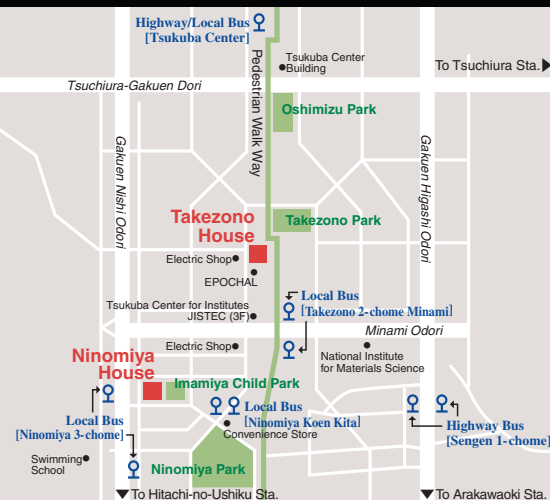 Highway/Local Bus
[Tsukuba Center]
Pedestrian Walk Way
Tsukuba Center
Building
To Tsuchiura Sta.
Tsuchiura-Gakuen Dori
Oshimizu Park
Gakuen Nishi Odori
Gakuen Higashi Odori
Takezono
House
Takezono Park
Electric Shop
EPOCHAL
Local Bus
[Takezono 2-chome Minami]
Tsukuba Center for Institutes
JISTEC (3F)
Minami Odori
Electric Shop
National Institute
for Materials Science
Ninomiya
House
Imamiya Child Park
Local Bus
[Ninomiya Koen Kita]
Convenience Store
Local Bus
[Ninomiya 3-chome]
Highway Bus
[Sengen 1-chome]
Swimming
School
Ninomiya Park
To Hitachi-no-Ushiku Sta.
To Arakawaoki Sta.